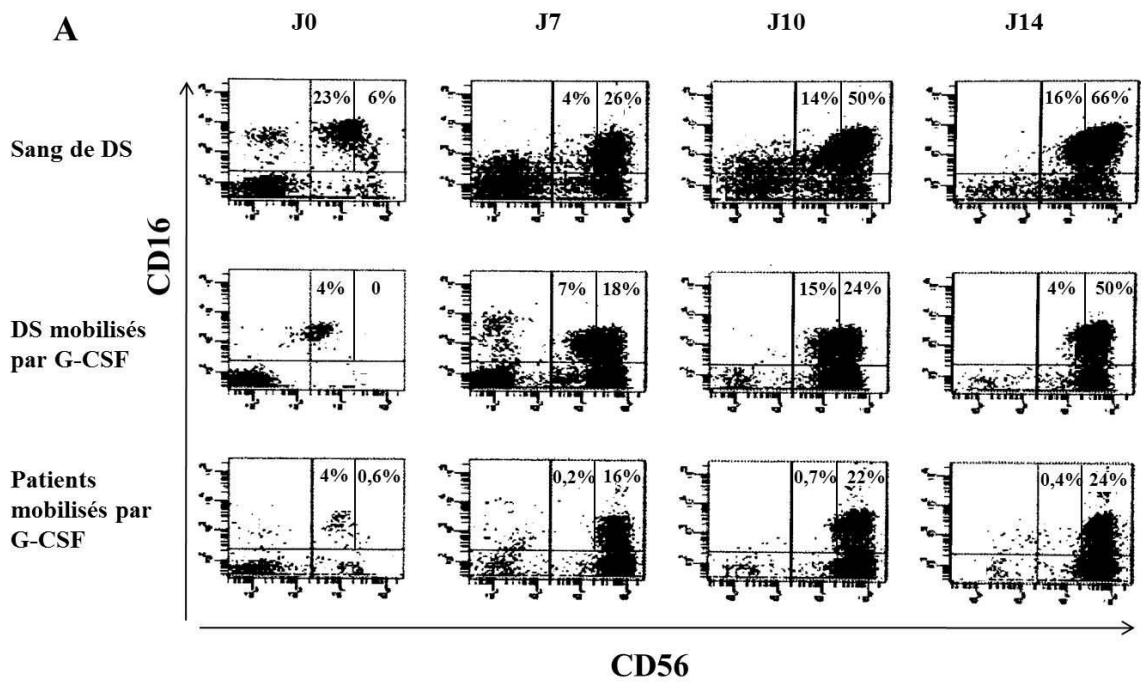 A
J0 J7 J10 J14
Sang de DS
23% 6%
4% 26%
14% 50%
16% 66%
CD16
DS mobilisés
par G-CSF
4% 0
7% 18%
15% 24%
4% 50%
Patients
mobilisés par
G-CSF
4% 0,6%
0,2% 16%
0,7% 22%
0,4% 24%
CD56